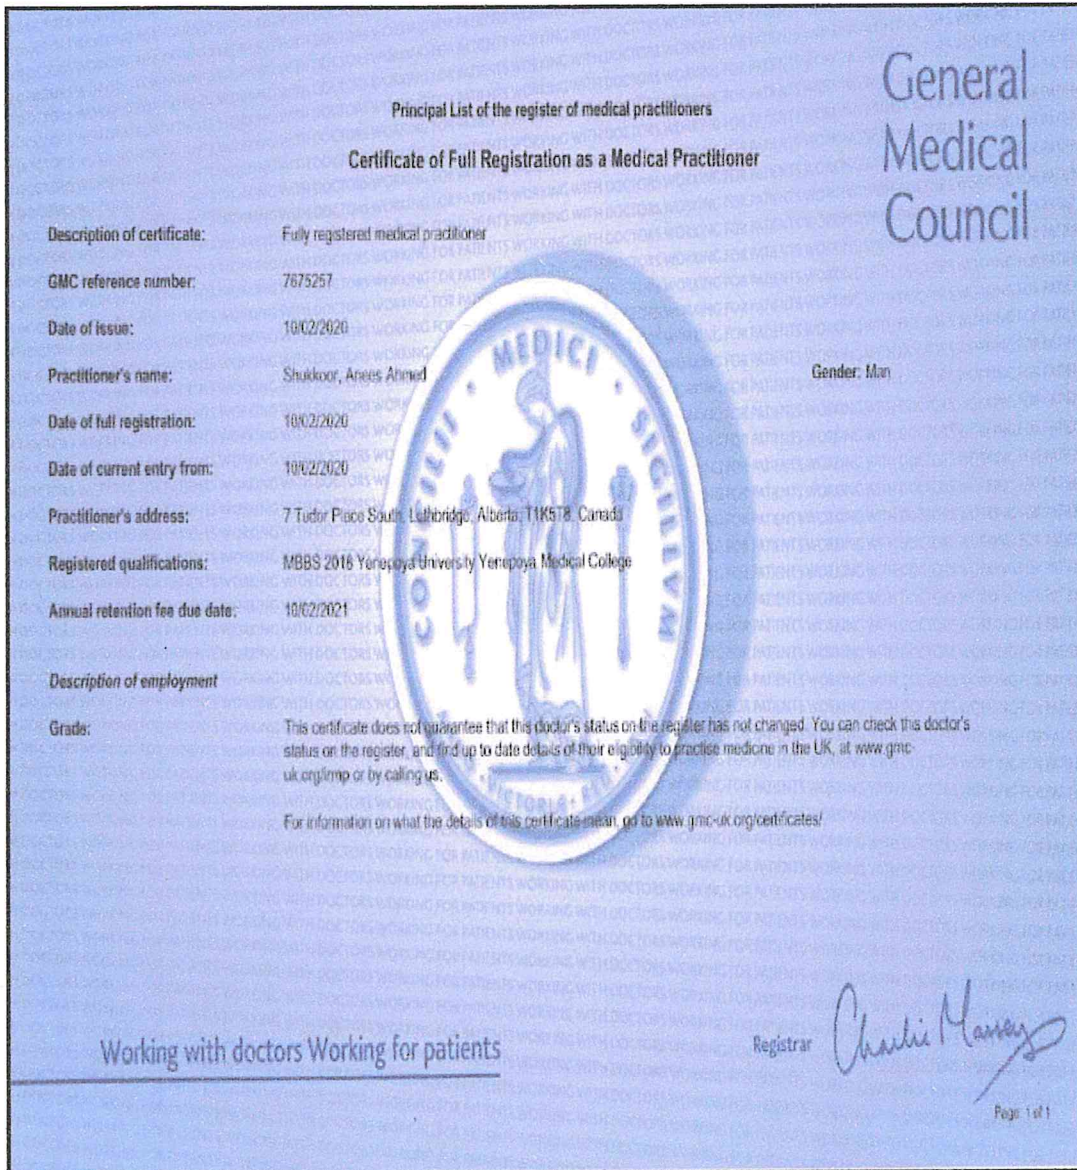 General
Medical
Council
Principal List of the register of medical practitioners
Certificate of Full Registration as a Medical Practitioner
Description of certificate: Fully registered medical practitioner
GMC reference number: 7675257
Date of issue: 10/02/2020
Practitioner's name: Shukkoor, Anees Ahmed Gender: Man
Date of full registration: 10/02/2020
Date of current entry from: 10/02/2020
Practitioner's address: 7 Tudor Place South, Lethbridge, Alberta, T1K5T8, Canada
Registered qualifications: MBBS 2016 Yenepoya University Yenepoya Medical College
Annual retention fee due date: 10/02/2021
Description of employment
Grade: This certificate does not guarantee that this doctor's status on the register has not changed. You can check this doctor's
status on the register, and find up to date details of their eligibility to practise medicine in the UK, at www.gmc-
uk.org/lrmp or by calling us.
For information on what the details of this certificate mean, go to www.gmc-uk.org/certificates/
CONSILII · MEDICI · SIGILLVM
VICTORIA
Working with doctors Working for patients
Registrar Charlie Massey
Page: 1 of 1